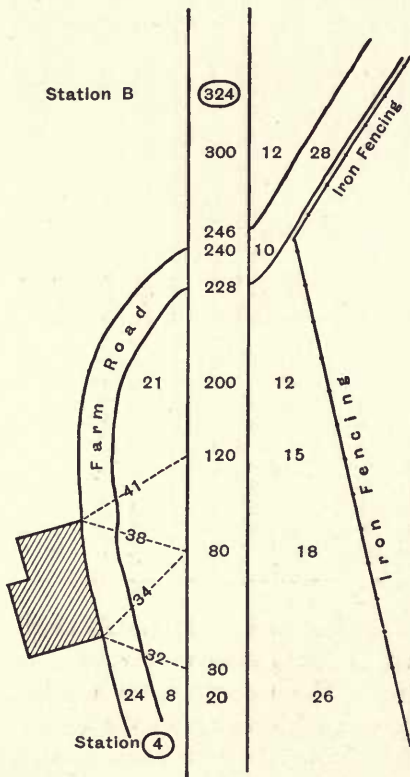 Station B 324
300 12 28
Iron Fencing
246
240 10
228
Farm Road
21 200 12
Iron Fencing
120 15
41
38
80 18
34
32
30
24 8 20 26
Station 4